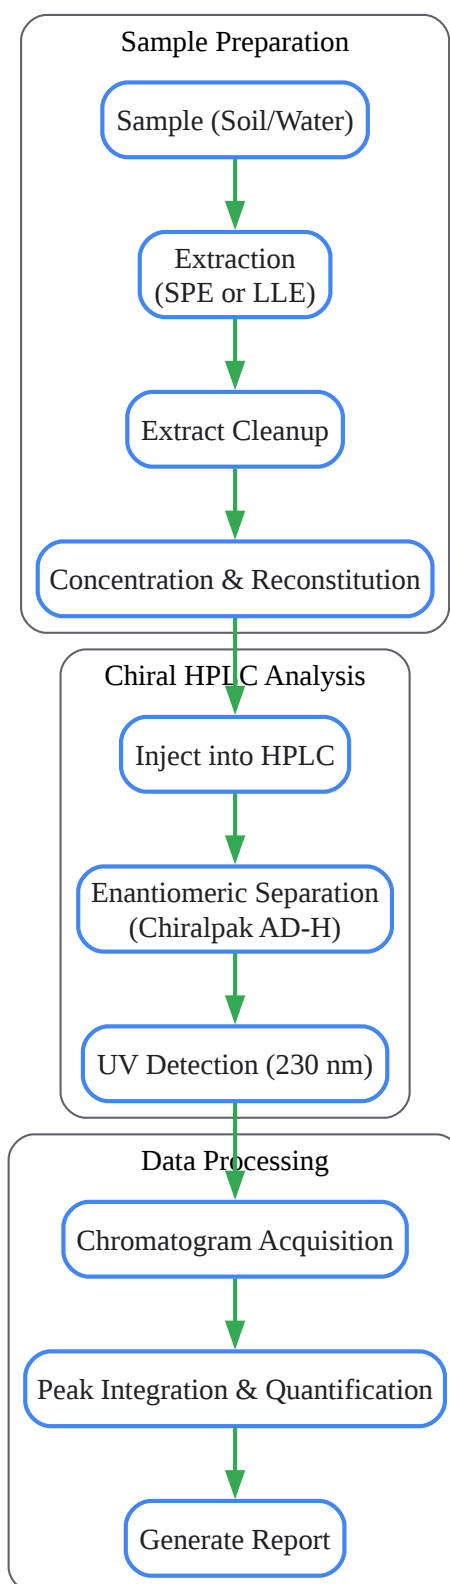 Sample Preparation
Sample (Soil/Water)
Extraction
(SPE or LLE)
Extract Cleanup
Concentration & Reconstitution
Chiral HPLC Analysis
Inject into HPLC
Enantiomeric Separation
(Chiralpak AD-H)
UV Detection (230 nm)
Data Processing
Chromatogram Acquisition
Peak Integration & Quantification
Generate Report